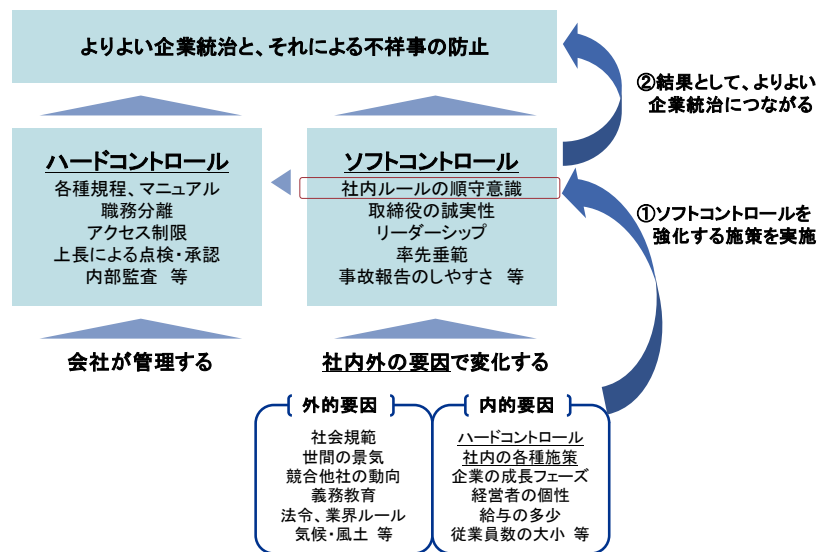 よりよい企業統治と、それによる不祥事の防止
②結果として、よりよい
企業統治につながる
ハードコントロール
各種規程、マニュアル
職務分離
アクセス制限
上長による点検・承認
内部監査 等
ソフトコントロール
社内ルールの順守意識
取締役の誠実性
リーダーシップ
率先垂範
事故報告のしやすさ 等
①ソフトコントロールを
強化する施策を実施
会社が管理する
社内外の要因で変化する
外的要因
社会規範
世間の景気
競合他社の動向
義務教育
法令、業界ルール
気候・風土 等
内的要因
ハードコントロール
社内の各種施策
企業の成長フェーズ
経営者の個性
給与の多少
従業員数の大小 等